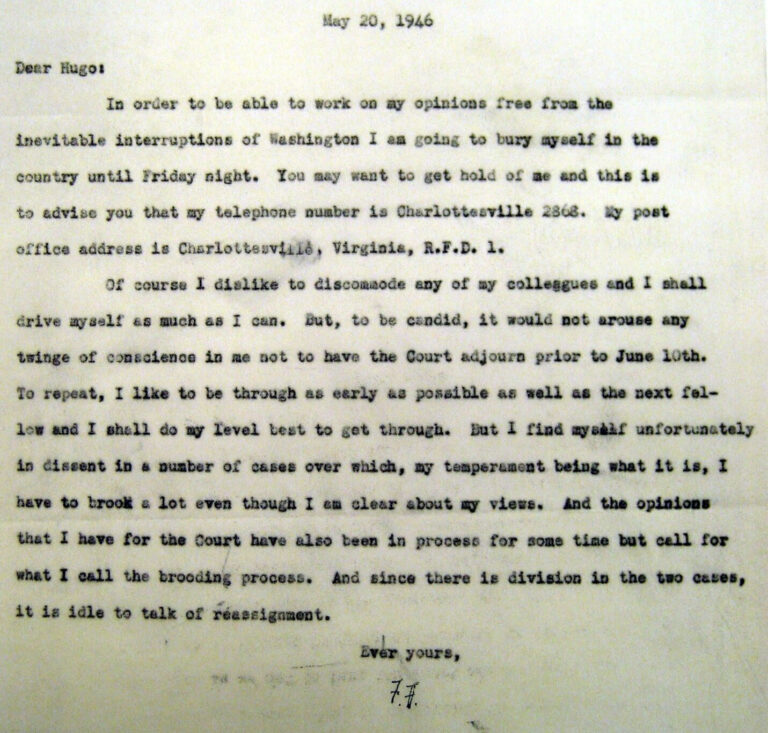 May 20, 1946
Dear Hugo:
In order to be able to work on my opinions free from the
inevitable interruptions of Washington I am going to bury myself in the
country until Friday night. You may want to get hold of me and this is
to advise you that my telephone number is Charlottesville 2868. My post
office address is Charlottesville, Virginia, R.F.D. 1.
Of course I dislike to discommode any of my colleagues and I shall
drive myself as much as I can. But, to be candid, it would not arouse any
twinge of conscience in me not to have the Court adjourn prior to June 10th.
To repeat, I like to be through as early as possible as well as the next fel-
low and I shall do my level best to get through. But I find myself unfortunately
in dissent in a number of cases over which, my temperament being what it is, I
have to brook a lot even though I am clear about my views. And the opinions
that I have for the Court have also been in process for some time but call for
what I call the brooding process. And since there is division in the two cases,
it is idle to talk of reassignment.
Ever yours,
F.F.